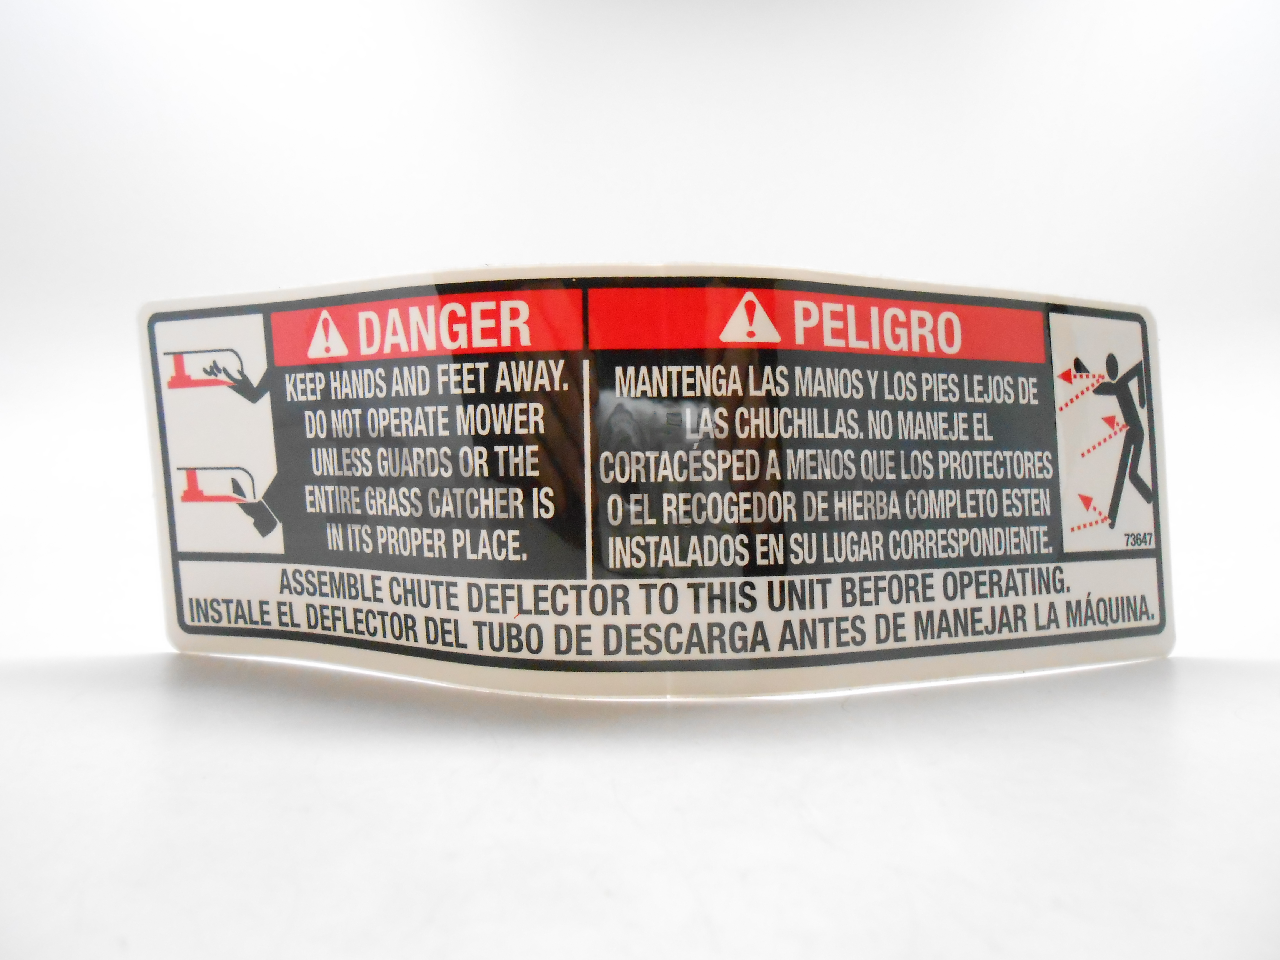 DANGER
KEEP HANDS AND FEET AWAY.
DO NOT OPERATE MOWER
UNLESS GUARDS OR THE
ENTIRE GRASS CATCHER IS
IN ITS PROPER PLACE.
PELIGRO
MANTENGA LAS MANOS Y LOS PIES LEJOS DE
LAS CHUCHILLAS. NO MANEJE EL
CORTACÉSPED A MENOS QUE LOS PROTECTORES
O EL RECOGEDOR DE HIERBA COMPLETO ESTEN
INSTALADOS EN SU LUGAR CORRESPONDIENTE.
73647
ASSEMBLE CHUTE DEFLECTOR TO THIS UNIT BEFORE OPERATING.
INSTALE EL DEFLECTOR DEL TUBO DE DESCARGA ANTES DE MANEJAR LA MÁQUINA.